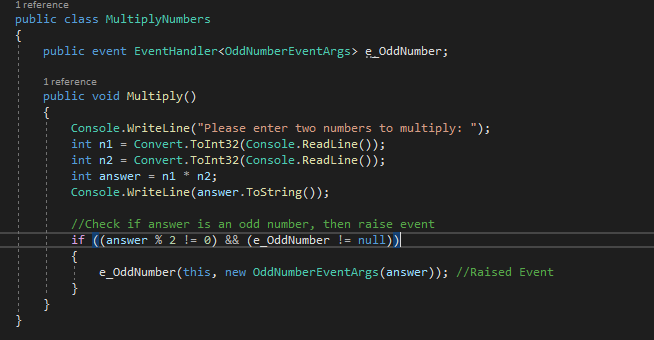 1 reference
public class MultiplyNumbers
{
public event EventHandler<OddNumberEventArgs> e_OddNumber;
1 reference
public void Multiply()
{
Console.WriteLine("Please enter two numbers to multiply: ");
int n1 = Convert.ToInt32(Console.ReadLine());
int n2 = Convert.ToInt32(Console.ReadLine());
int answer = n1 * n2;
Console.WriteLine(answer.ToString());
//Check if answer is an odd number, then raise event
if ((answer % 2 != 0) && (e_OddNumber != null))
{
e_OddNumber(this, new OddNumberEventArgs(answer)); //Raised Event
}
}
}